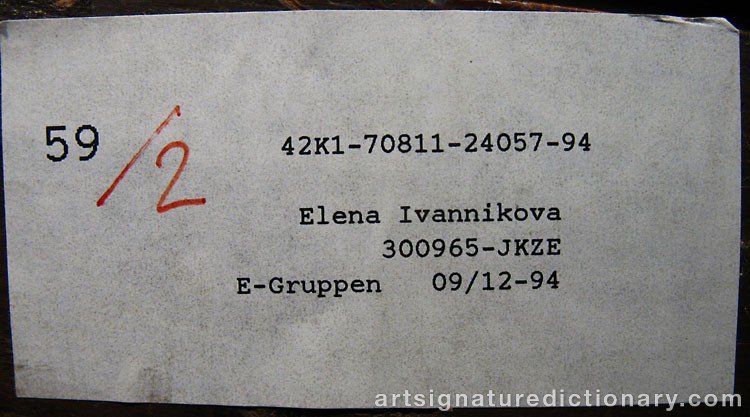 59 /2 42K1-70811-24057-94
Elena Ivannikova
300965-JKZE
E-Gruppen 09/12-94
artsignaturedictionary.com